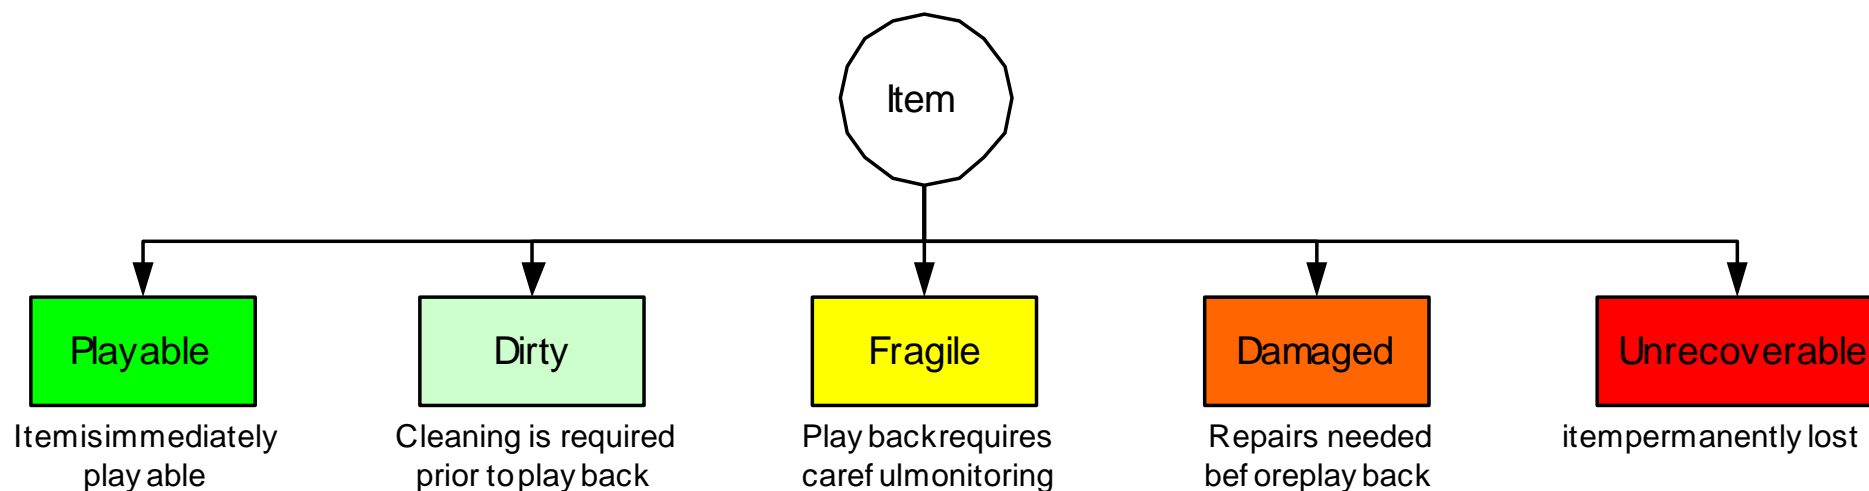 Item
Playable
Dirty
Fragile
Damaged
Unrecoverable
Itemisimmediately
play able
Cleaning is required
prior to play back
Play backrequires
caref ulmonitoring
Repairs needed
bef oreplay back
itempermanently lost